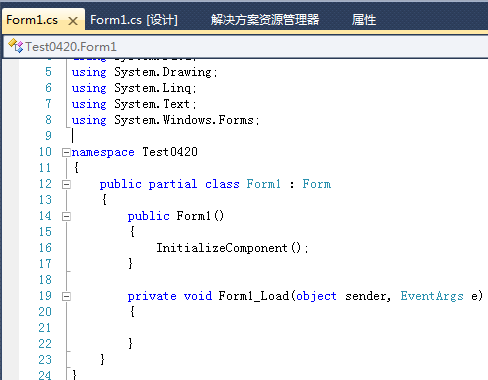 Form1.cs × Form1.cs [设计] 解决方案资源管理器 属性
Test0420.Form1
5 using System.Drawing;
6 using System.Linq;
7 using System.Text;
8 using System.Windows.Forms;
9
10 namespace Test0420
11 {
12 public partial class Form1 : Form
13 {
14 public Form1()
15 {
16 InitializeComponent();
17 }
18
19 private void Form1_Load(object sender, EventArgs e)
20 {
21
22 }
23 }
24 }